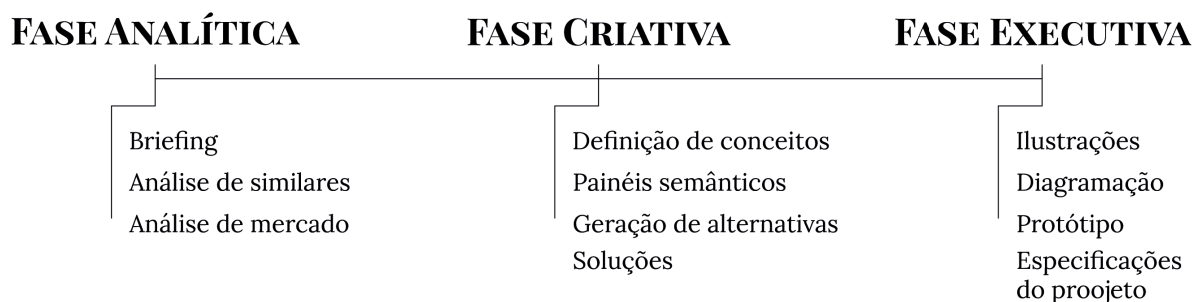 FASE ANALÍTICA
Briefing
Análise de similares
Análise de mercado
FASE CRIATIVA
Definição de conceitos
Painéis semânticos
Geração de alternativas
Soluções
FASE EXECUTIVA
Ilustrações
Diagramação
Protótipo
Especificações
do proojeto